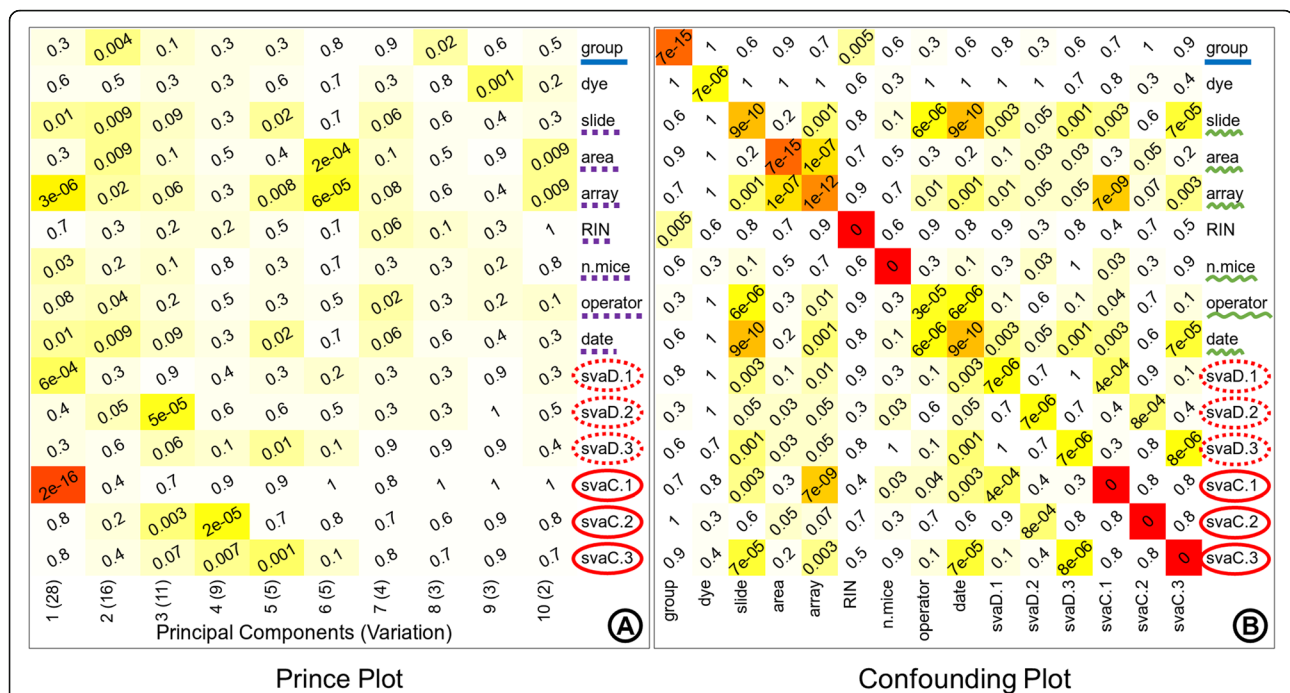 0.3 0.004 0.1 0.3 0.3 0.8 0.9 0.02 0.6 0.5 group
0.6 0.5 0.3 0.3 0.6 0.7 0.3 0.8 0.001 0.2 dye
0.01 0.009 0.09 0.3 0.02 0.7 0.06 0.6 0.4 0.3 slide
0.3 0.009 0.1 0.5 0.4 2e-04 0.1 0.5 0.9 0.009 area
3e-06 0.02 0.06 0.3 0.008 6e-05 0.08 0.6 0.4 0.009 array
0.7 0.3 0.2 0.2 0.5 0.7 0.06 0.1 0.3 1 RIN
0.03 0.2 0.1 0.8 0.3 0.7 0.3 0.3 0.2 0.8 n.mice
0.08 0.04 0.2 0.5 0.3 0.5 0.02 0.3 0.2 0.1 operator
0.01 0.009 0.09 0.3 0.02 0.7 0.06 0.6 0.4 0.3 date
6e-04 0.3 0.9 0.4 0.3 0.2 0.3 0.3 0.9 0.3 svaD.1
0.4 0.05 5e-05 0.6 0.6 0.5 0.3 0.3 1 0.5 svaD.2
0.3 0.6 0.06 0.1 0.01 0.1 0.9 0.9 0.9 0.4 svaD.3
2e-16 0.4 0.7 0.9 0.9 1 0.8 1 1 1 svaC.1
0.8 0.2 0.003 2e-05 0.7 0.8 0.7 0.6 0.9 0.8 svaC.2
0.8 0.4 0.07 0.007 0.001 0.1 0.8 0.7 0.9 0.7 svaC.3
1 (28) 2 (16) 3 (11) 4 (9) 5 (5) 6 (5) 7 (4) 8 (3) 9 (3) 10 (2)
Principal Components (Variation)
A
Prince Plot
7e-15 1 0.6 0.9 0.7 0.005 0.6 0.3 0.6 0.8 0.3 0.6 0.7 1 0.9 group
1 7e-06 1 1 1 0.6 0.3 1 1 1 1 0.7 0.8 0.3 0.4 dye
0.6 1 9e-10 0.2 0.001 0.8 0.1 6e-06 9e-10 0.003 0.05 0.001 0.003 0.6 7e-05 slide
0.9 1 0.2 7e-15 1e-07 0.7 0.5 0.3 0.2 0.1 0.03 0.03 0.3 0.05 0.2 area
0.7 1 0.001 1e-07 1e-12 0.9 0.7 0.01 0.001 0.01 0.05 0.05 7e-09 0.07 0.003 array
0.005 0.6 0.8 0.7 0.9 0 0.6 0.9 0.8 0.9 0.3 0.8 0.4 0.7 0.5 RIN
0.6 0.3 0.1 0.5 0.7 0.6 0 0.3 0.1 0.3 0.03 1 0.03 0.3 0.9 n.mice
0.3 1 6e-06 0.3 0.01 0.9 0.3 3e-05 6e-06 0.1 0.6 0.1 0.04 0.7 0.1 operator
0.6 1 9e-10 0.2 0.001 0.8 0.1 6e-06 9e-10 0.003 0.05 0.001 0.003 0.6 7e-05 date
0.8 1 0.003 0.1 0.01 0.9 0.3 0.1 0.003 7e-06 0.7 1 4e-04 0.9 0.1 svaD.1
0.3 1 0.05 0.03 0.05 0.3 0.03 0.6 0.05 0.7 7e-06 0.7 0.4 8e-04 0.4 svaD.2
0.6 0.7 0.001 0.03 0.05 0.8 1 0.1 0.001 1 0.7 7e-06 0.3 0.8 8e-06 svaD.3
0.7 0.8 0.003 0.3 7e-09 0.4 0.03 0.04 0.003 4e-04 0.4 0.3 0 0.8 0.8 svaC.1
1 0.3 0.6 0.05 0.07 0.7 0.3 0.7 0.6 0.9 8e-04 0.8 0.8 0 0.8 svaC.2
0.9 0.4 7e-05 0.2 0.003 0.5 0.9 0.1 7e-05 0.1 0.4 8e-06 0.8 0.8 0 svaC.3
group dye slide area array RIN n.mice operator date svaD.1 svaD.2 svaD.3 svaC.1 svaC.2 svaC.3
B
Confounding Plot